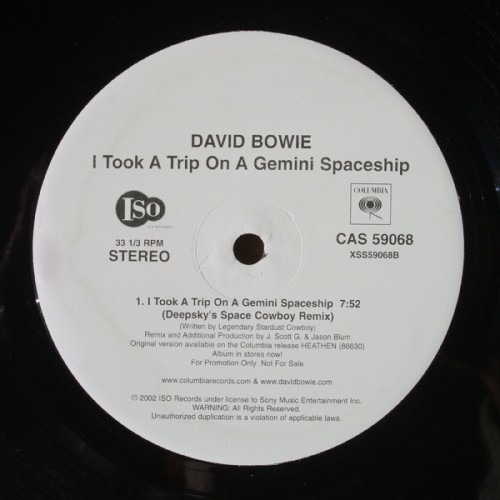 DAVID BOWIE
I Took A Trip On A Gemini Spaceship
ISO
COLUMBIA
33 1/3 RPM
STEREO
CAS 59068
XSS59068B
1. I Took A Trip On A Gemini Spaceship 7:52
(Deepsky's Space Cowboy Remix)
(Written by Legendary Stardust Cowboy)
Remix and Additional Production by J. Scott G. & Jason Blum
Original version available on the Columbia release HEATHEN (86630)
Album in stores now!
For Promotion Only Not For Sale
www.columbiarecords.com & www.davidbowie.com
Ⓟ 2002 ISO Records under license to Sony Music Entertainment Inc.
WARNING: All Rights Reserved.
Unauthorized duplication is a violation of applicable laws.